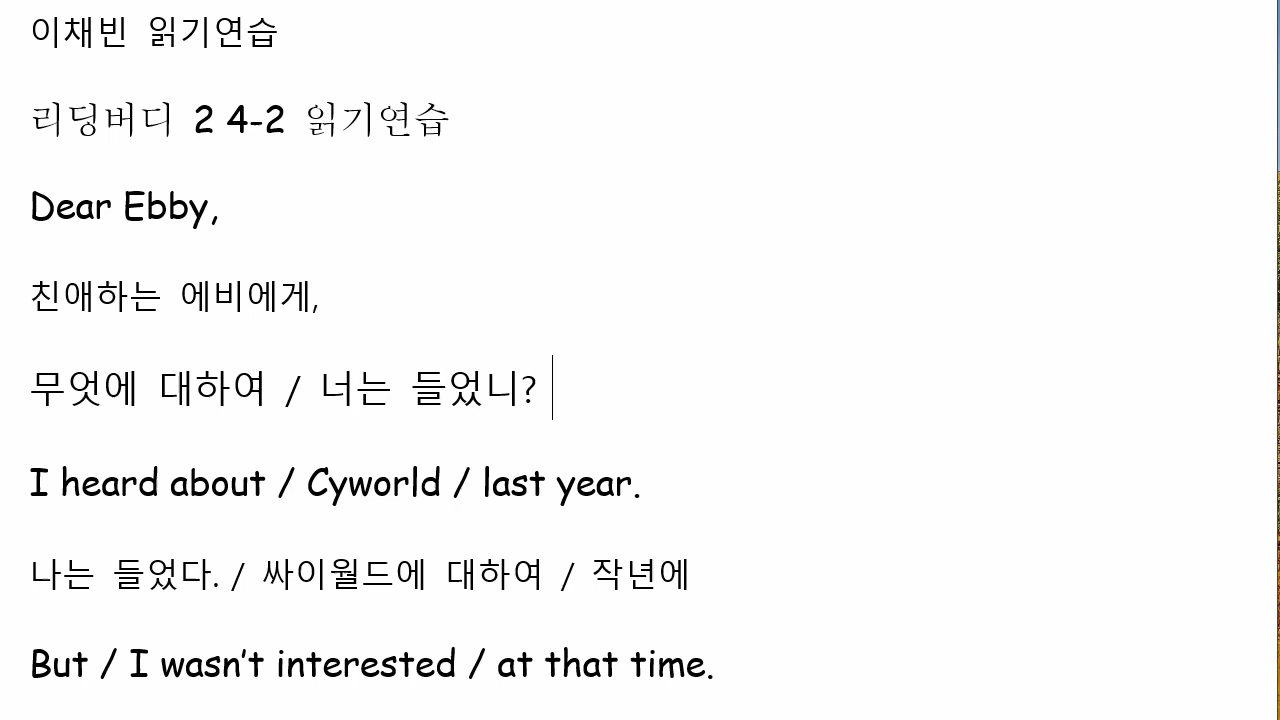 이채빈 읽기연습
리딩버디 2 4-2 읽기연습
Dear Ebby,
친애하는 에비에게,
무엇에 대하여 / 너는 들었니?
I heard about / Cyworld / last year.
나는 들었다. / 싸이월드에 대하여 / 작년에
But / I wasn’t interested / at that time.